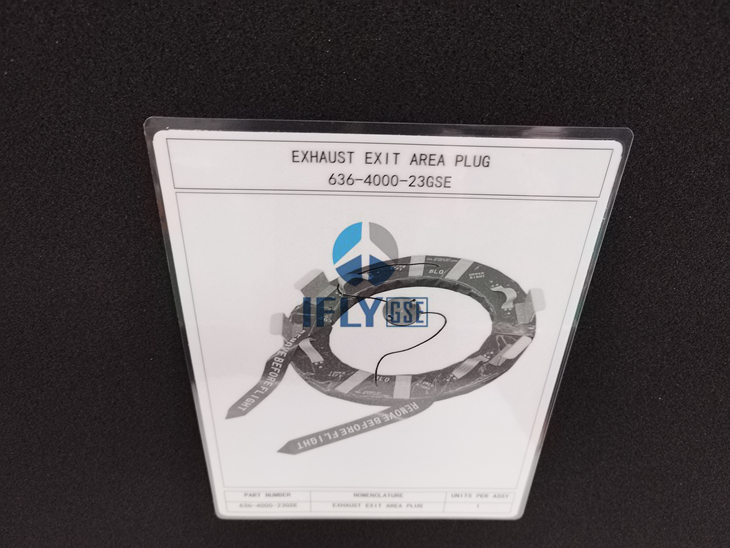 EXHAUST EXIT AREA PLUG
636-4000-23GSE
IFLY GSE
REMOVE BEFORE FLIGHT
REMOVE BEFORE FLIGHT
PART NUMBER NOMENCLATURE UNITS PER ASSY
636-4000-23GSE EXHAUST EXIT AREA PLUG 1